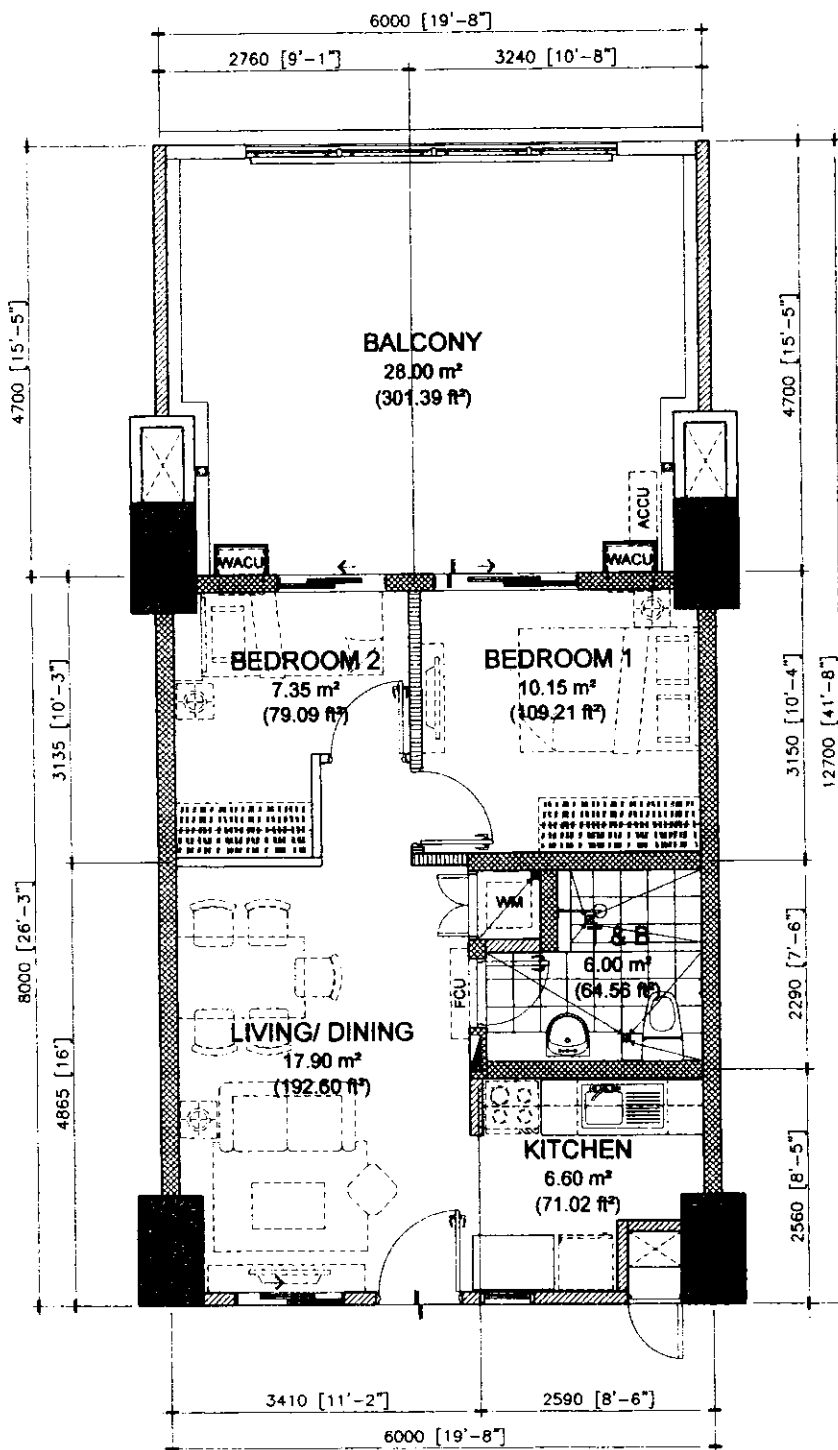 6000 [19'-8"]
2760 [9'-1"]
3240 [10'-8"]
4700 [15'-5"]
4700 [15'-5"]
BALCONY
28.00 m²
(301.39 ft²)
ACCU
WACU
WACU
BEDROOM 2
7.35 m²
(79.09 ft²)
BEDROOM 1
10.15 m²
(109.21 ft²)
3135 [10'-3"]
3150 [10'-4"]
12700 [41'-8"]
8000 [26'-3"]
WM
T & B
6.00 m²
(64.56 ft²)
FCU
2290 [7'-6"]
LIVING/ DINING
17.90 m²
(192.60 ft²)
4865 [16']
KITCHEN
6.60 m²
(71.02 ft²)
2560 [8'-5"]
3410 [11'-2"]
2590 [8'-6"]
6000 [19'-8"]